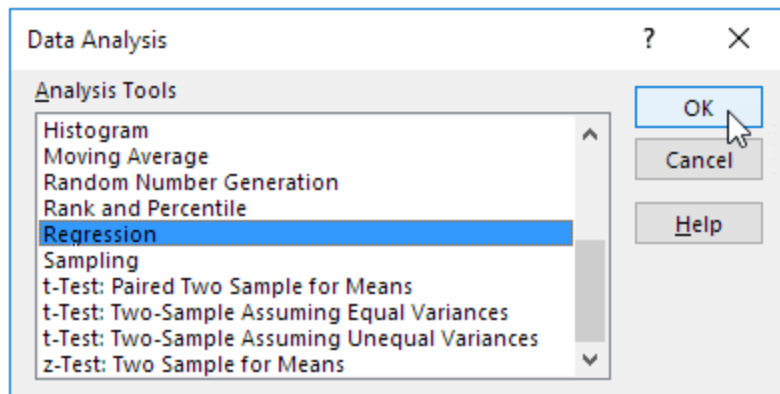 Data Analysis
?
Analysis Tools
Histogram
Moving Average
Random Number Generation
Rank and Percentile
Regression
Sampling
t-Test: Paired Two Sample for Means
t-Test: Two-Sample Assuming Equal Variances
t-Test: Two-Sample Assuming Unequal Variances
z-Test: Two Sample for Means
OK
Cancel
Help